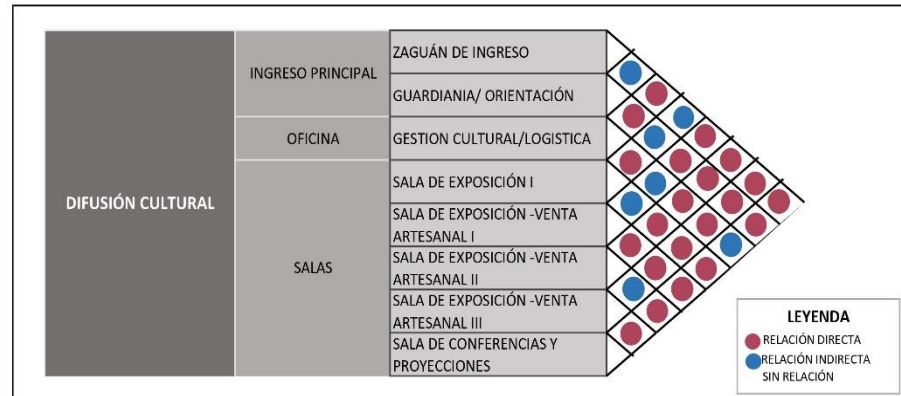 DIFUSIÓN CULTURAL
INGRESO PRINCIPAL
ZAGUÁN DE INGRESO
GUARDIANIA/ ORIENTACIÓN
OFICINA
GESTION CULTURAL/LOGISTICA
SALAS
SALA DE EXPOSICIÓN I
SALA DE EXPOSICIÓN -VENTA
ARTESANAL I
SALA DE EXPOSICIÓN -VENTA
ARTESANAL II
SALA DE EXPOSICIÓN -VENTA
ARTESANAL III
SALA DE CONFERENCIAS Y
PROYECCIONES
LEYENDA
RELACIÓN DIRECTA
RELACIÓN INDIRECTA
SIN RELACIÓN